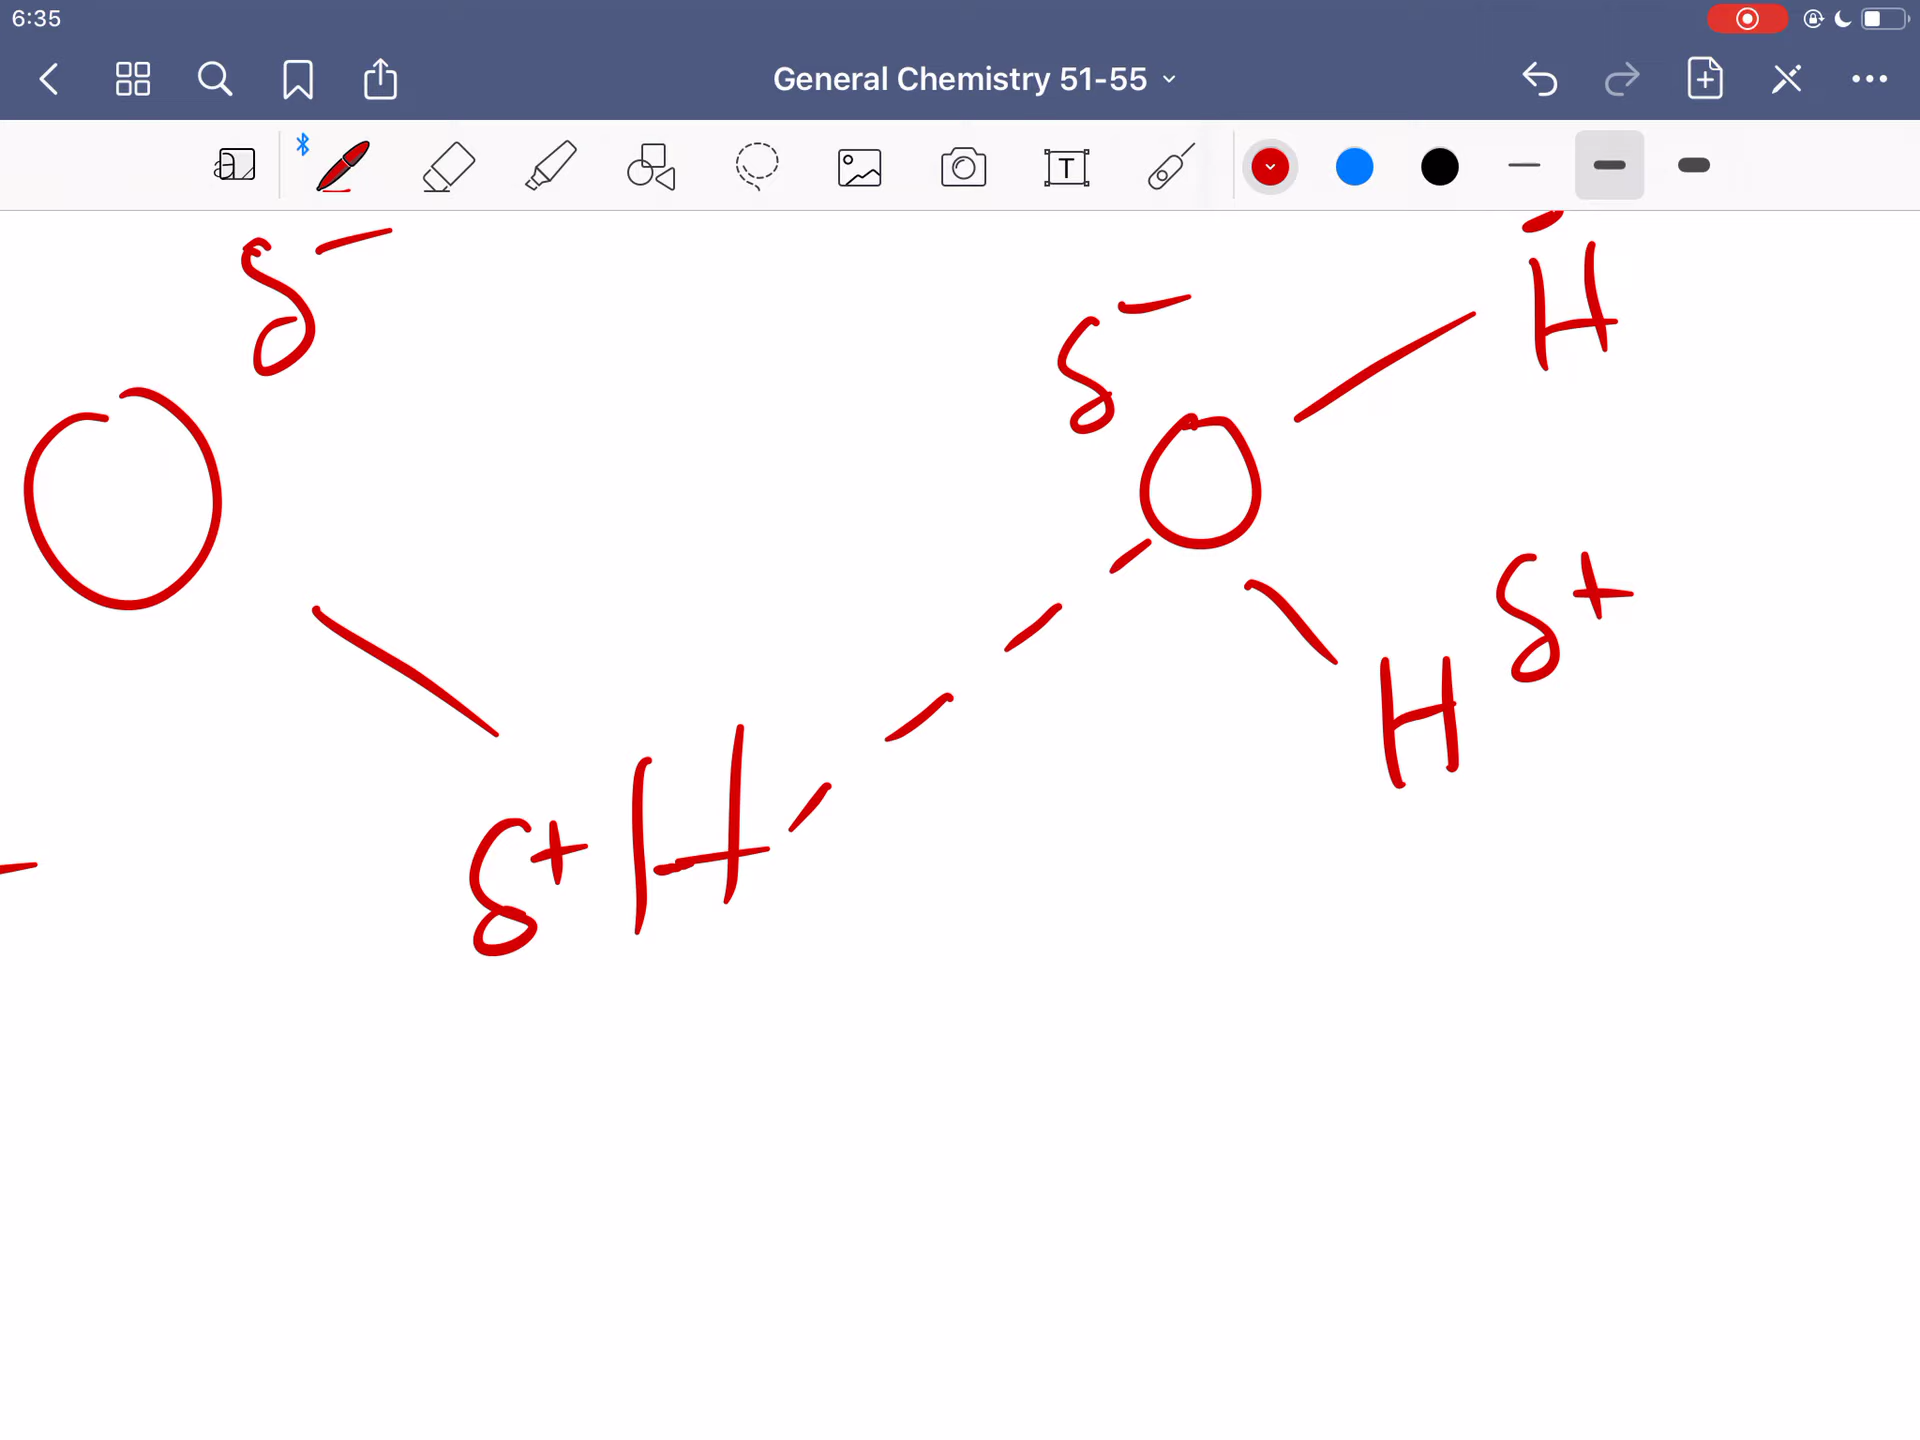 6:35
General Chemistry 51-55
T
δ−
δ− H
O O
δ+
H
δ+ H